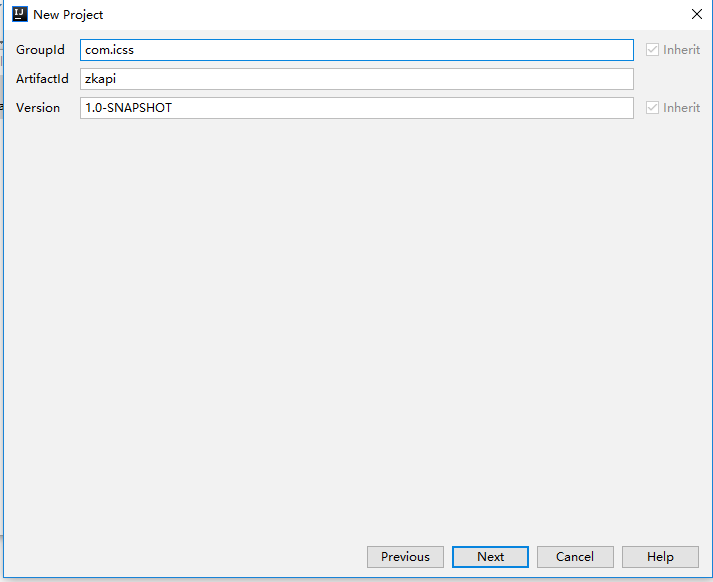 IJ New Project
GroupId com.icss Inherit
ArtifactId zkapi
Version 1.0-SNAPSHOT Inherit
Previous Next Cancel Help